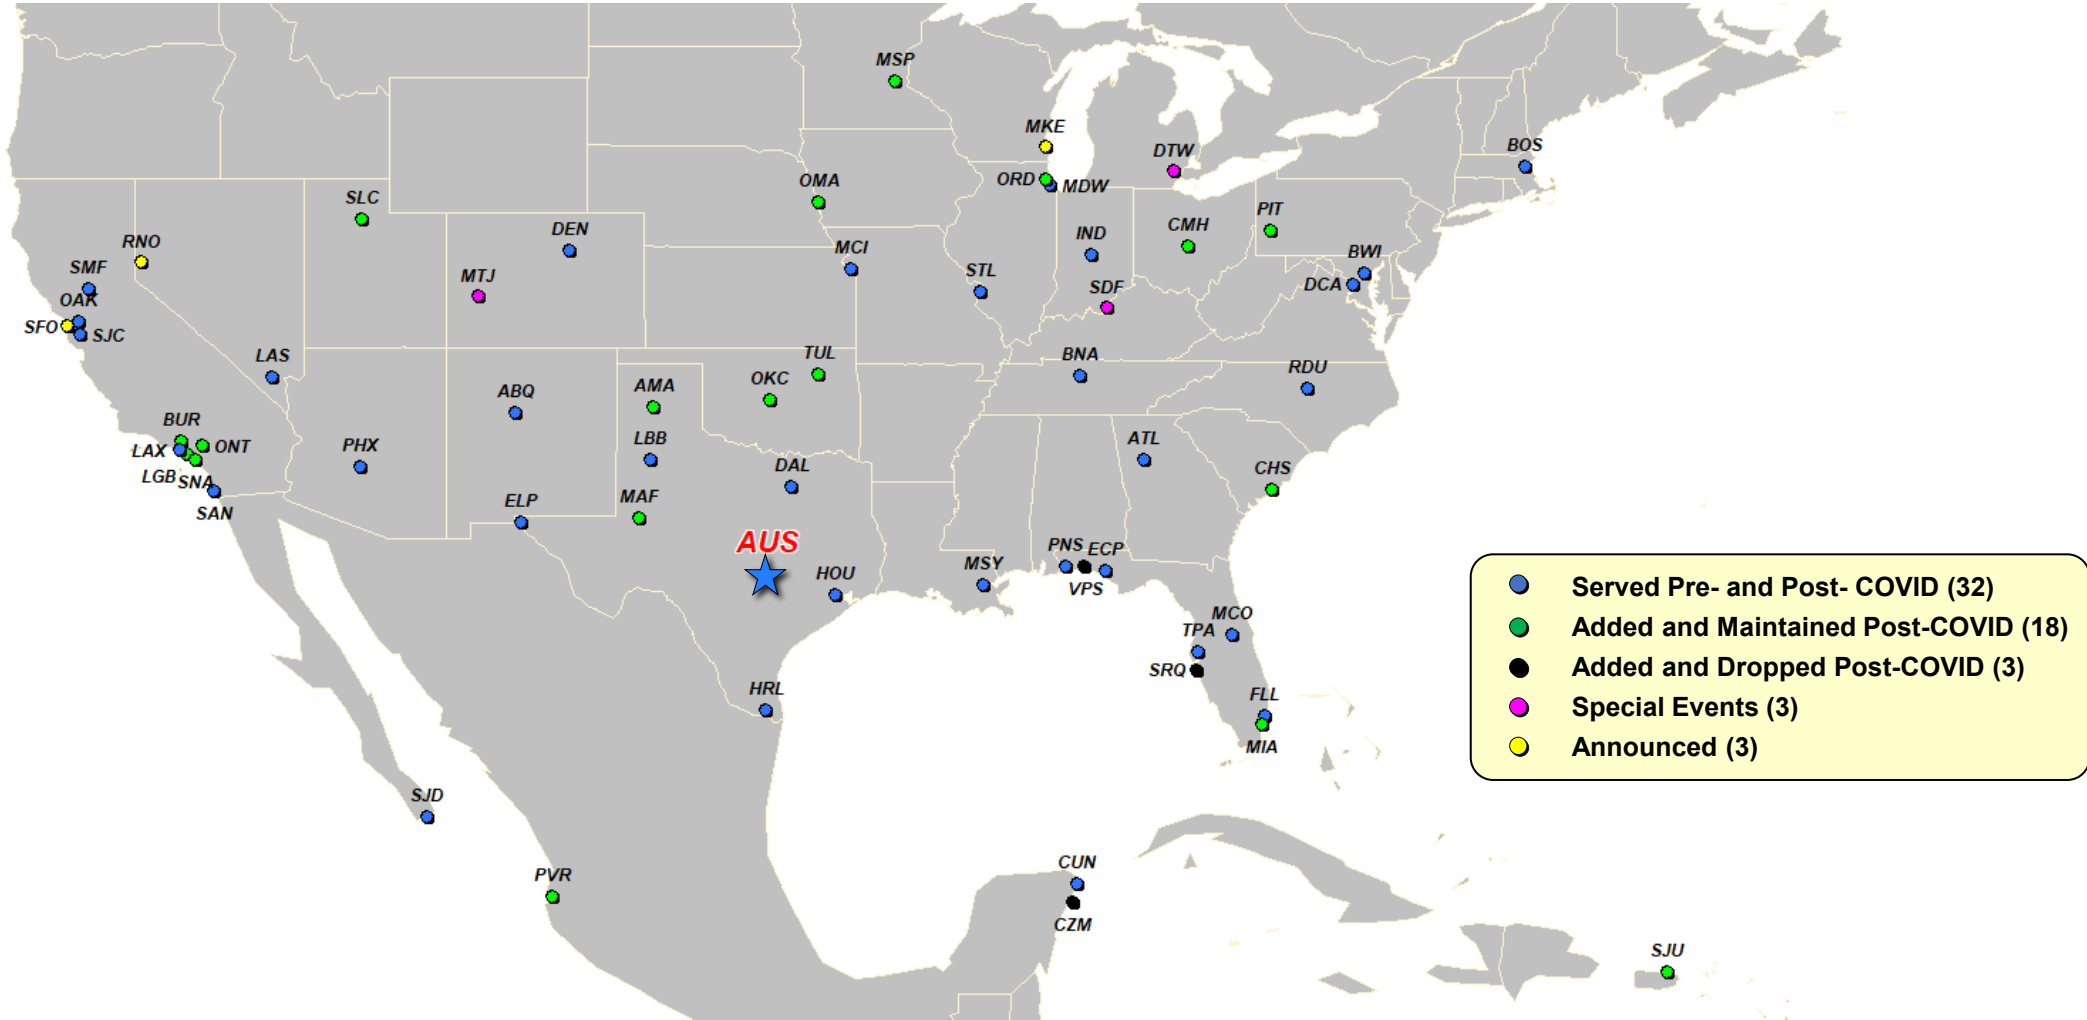 MSP
MKE
DTW
BOS
ORD
MDW
OMA
SLC
PIT
CMH
IND
DEN
RNO
MCI
BWI
SMF
STL
DCA
MTJ
SDF
OAK
SFO
SJC
LAS
TUL
BNA
RDU
OKC
AMA
ABQ
BUR
ONT
LAX
PHX
LBB
ATL
DAL
CHS
LGB
SNA
SAN
ELP
MAF
AUS
PNS
ECP
MSY
HOU
VPS
MCO
TPA
SRQ
HRL
FLL
MIA
SJD
PVR
CUN
CZM
SJU
Served Pre- and Post- COVID (32)
Added and Maintained Post-COVID (18)
Added and Dropped Post-COVID (3)
Special Events (3)
Announced (3)